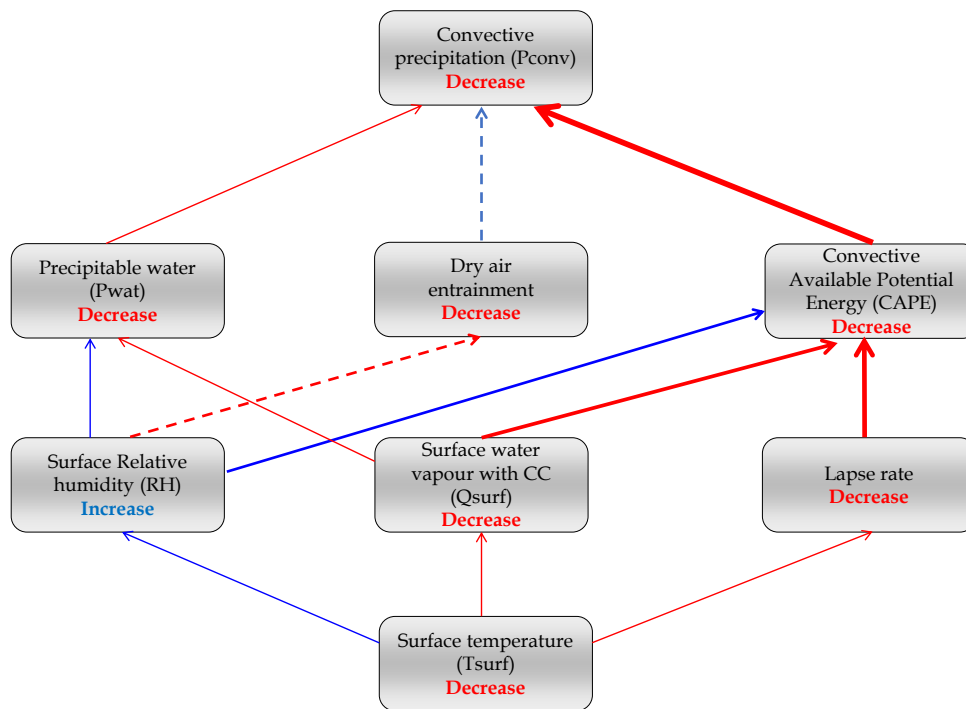 Convective
precipitation (Pconv)
Decrease
Precipitable water
(Pwat)
Decrease
Dry air
entrainment
Decrease
Convective
Available Potential
Energy (CAPE)
Decrease
Surface Relative
humidity (RH)
Increase
Surface water
vapour with CC
(Qsurf)
Decrease
Lapse rate
Decrease
Surface temperature
(Tsurf)
Decrease